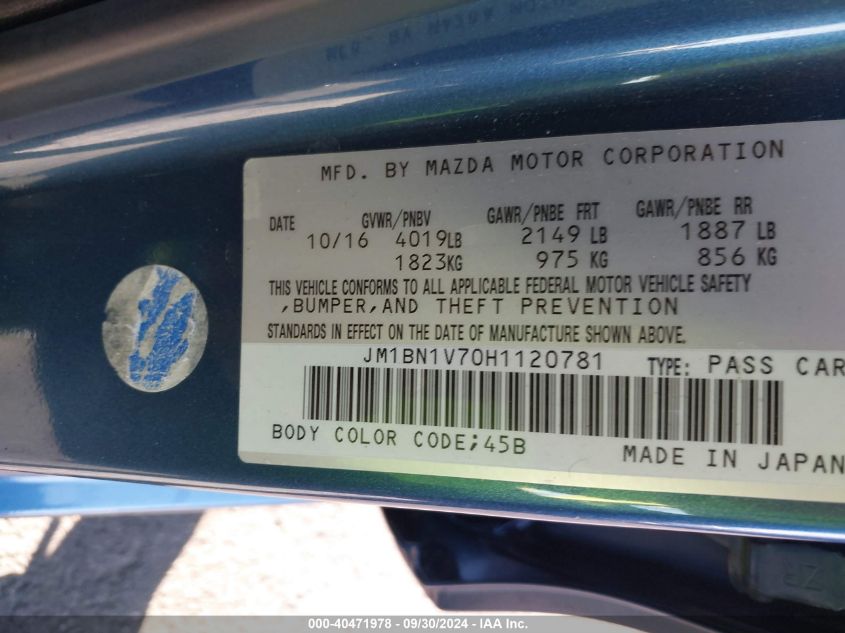 MFD. BY MAZDA MOTOR CORPORATION
DATE GVWR/PNBV GAWR/PNBE FRT GAWR/PNBE RR
10/16 4019LB 2149 LB 1887 LB
1823KG 975 KG 856 KG
THIS VEHICLE CONFORMS TO ALL APPLICABLE FEDERAL MOTOR VEHICLE SAFETY
,BUMPER,AND THEFT PREVENTION
STANDARDS IN EFFECT ON THE DATE OF MANUFACTURE SHOWN ABOVE.
JM1BN1V70H1120781 TYPE: PASS CAR
BODY COLOR CODE;45B
MADE IN JAPAN
ZR
000-40471978 - 09/30/2024 - IAAI.com